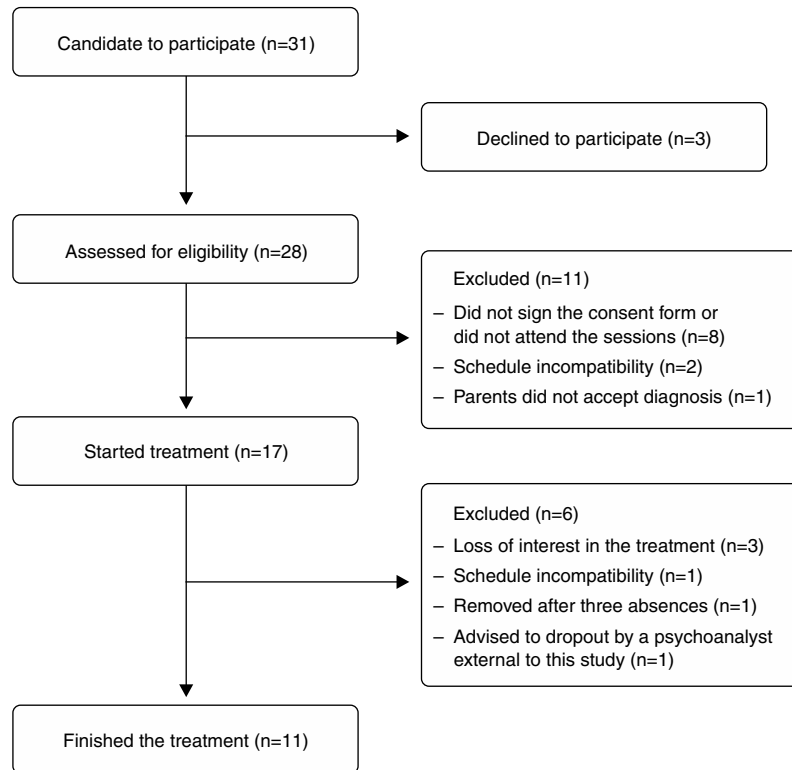 Candidate to participate (n=31)
Declined to participate (n=3)
Assessed for eligibility (n=28)
Excluded (n=11)
– Did not sign the consent form or
did not attend the sessions (n=8)
– Schedule incompatibility (n=2)
– Parents did not accept diagnosis (n=1)
Started treatment (n=17)
Excluded (n=6)
– Loss of interest in the treatment (n=3)
– Schedule incompatibility (n=1)
– Removed after three absences (n=1)
– Advised to dropout by a psychoanalyst
external to this study (n=1)
Finished the treatment (n=11)